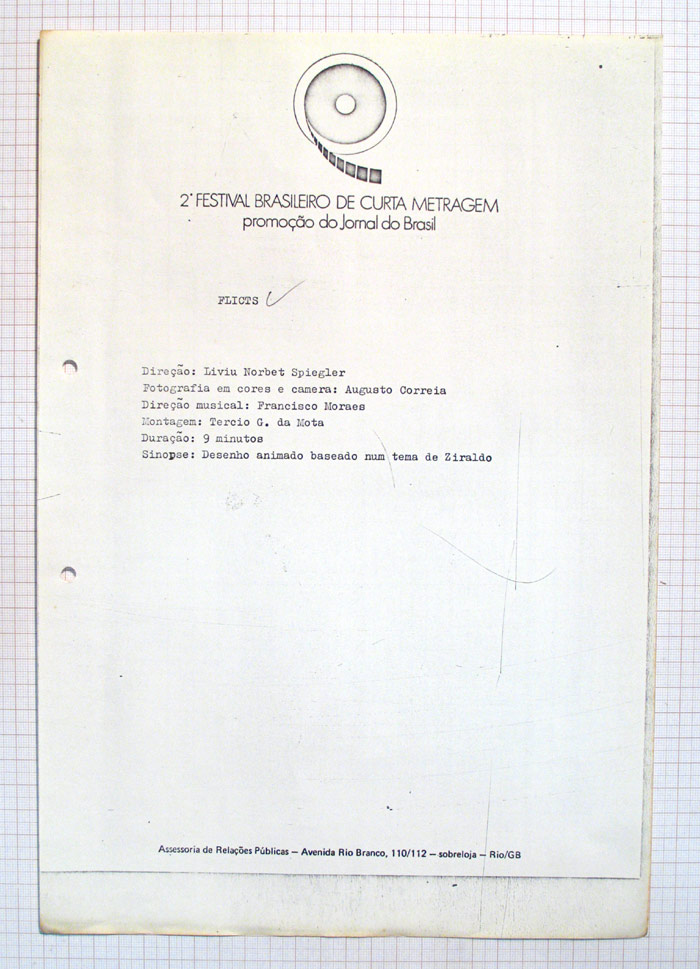 2º FESTIVAL BRASILEIRO DE CURTA METRAGEM
promoção do Jornal do Brasil
FLICTS
Direção: Liviu Norbet Spiegler
Fotografia em cores e camera: Augusto Correia
Direção musical: Francisco Moraes
Montagem: Tercio G. da Mota
Duração: 9 minutos
Sinopse: Desenho animado baseado num tema de Ziraldo
Assessoria de Relações Públicas — Avenida Rio Branco, 110/112 — sobreloja — Rio/GB